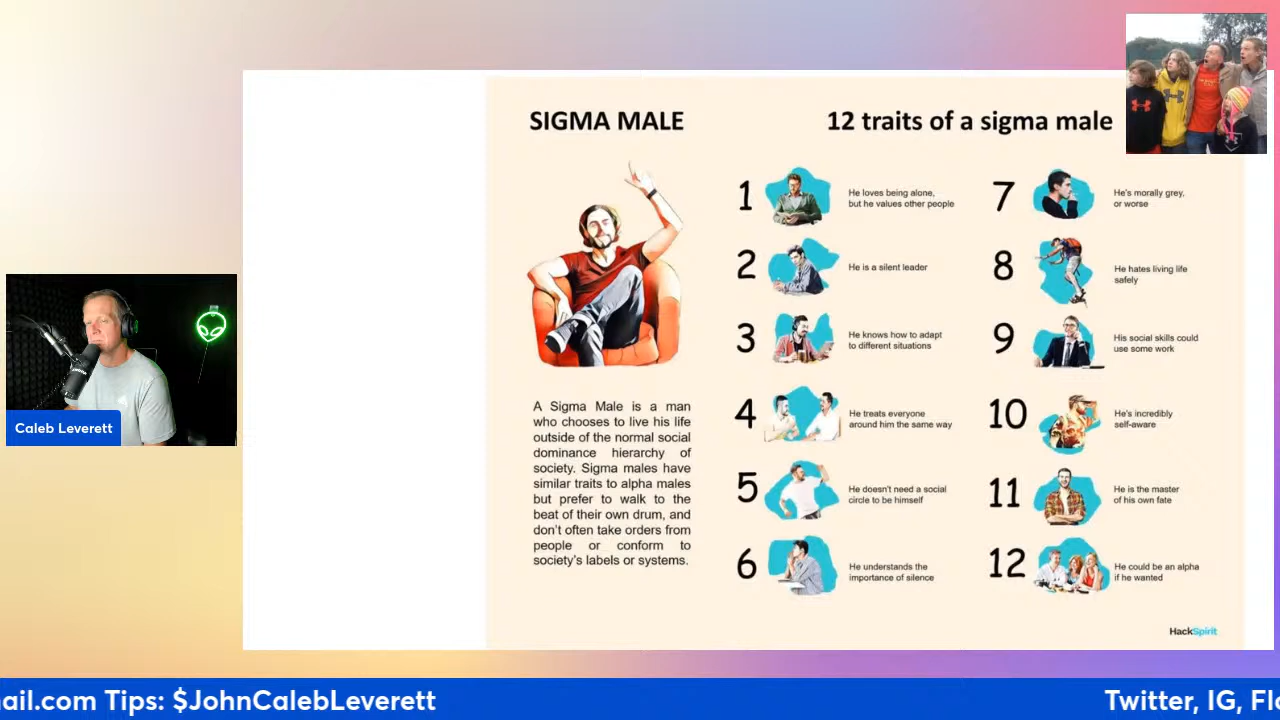 SIGMA MALE
12 traits of a sigma male
A Sigma Male is a man
who chooses to live his life
outside of the normal social
dominance hierarchy of
society. Sigma males have
similar traits to alpha males
but prefer to walk to the
beat of their own drum, and
don't often take orders from
people or conform to
society's labels or systems.
1
He loves being alone,
but he values other people
2
He is a silent leader
3
He knows how to adapt
to different situations
4
He treats everyone
around him the same way
5
He doesn't need a social
circle to be himself
6
He understands the
importance of silence
7
He's morally grey,
or worse
8
He hates living life
safely
9
His social skills could
use some work
10
He's incredibly
self-aware
11
He is the master
of his own fate
12
He could be an alpha
if he wanted
HackSpirit
Caleb Leverett
ail.com Tips: $JohnCalebLeverett
Twitter, IG, Fl